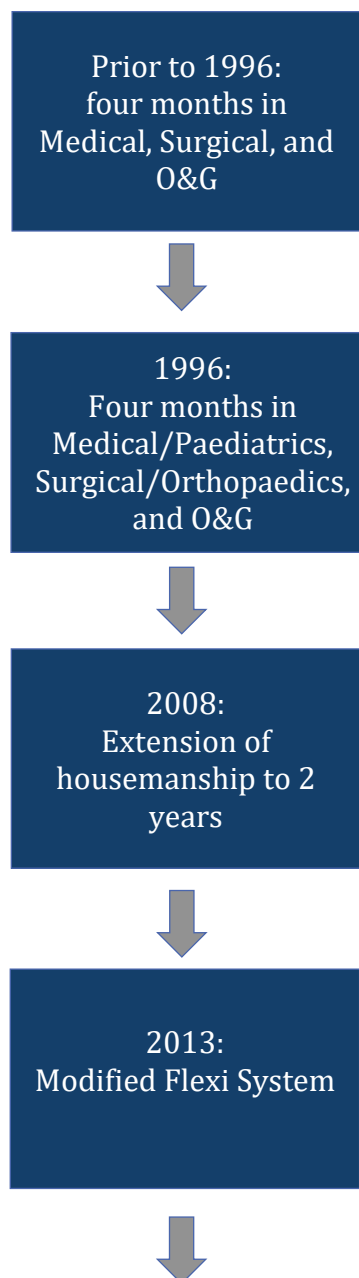 Prior to 1996:
four months in
Medical, Surgical, and
O&G
1996:
Four months in
Medical/Paediatrics,
Surgical/Orthopaedics,
and O&G
2008:
Extension of
housemanship to 2
years
2013:
Modified Flexi System